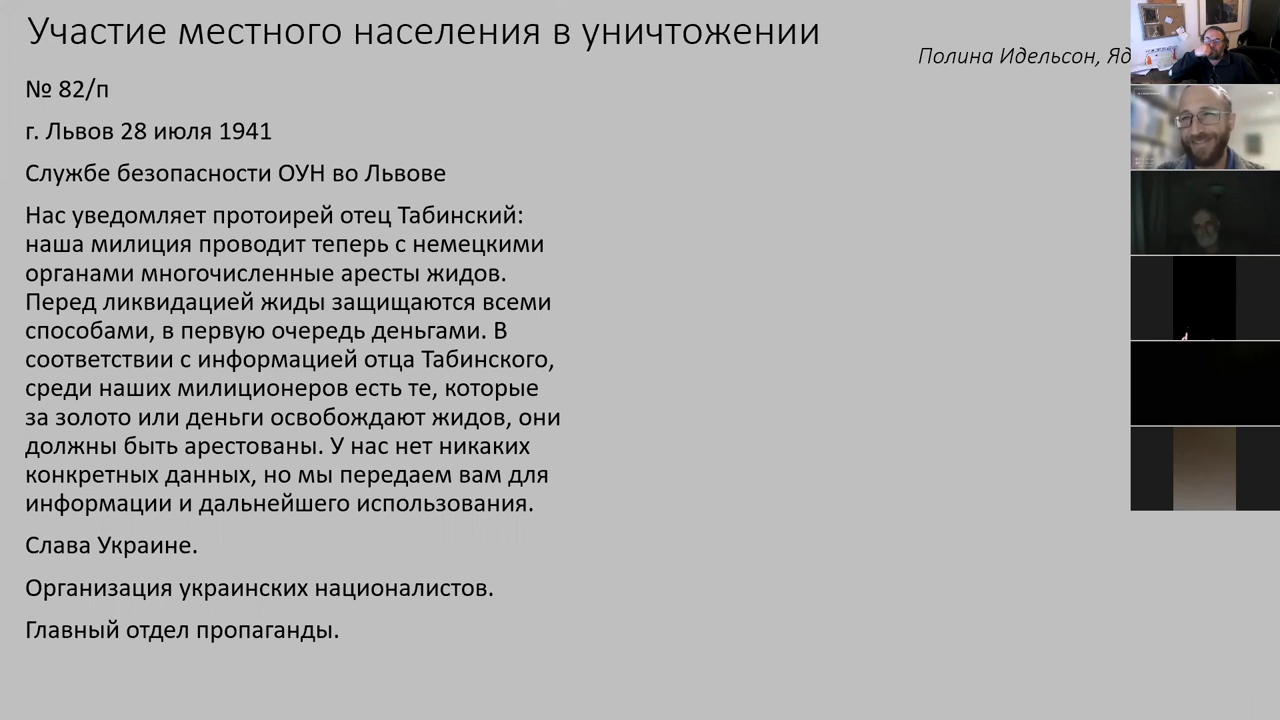 Участие местного населения в уничтожении
Полина Идельсон, Яд
№ 82/п
г. Львов 28 июля 1941
Службе безопасности ОУН во Львове
Нас уведомляет протоирей отец Табинский:
наша милиция проводит теперь с немецкими
органами многочисленные аресты жидов.
Перед ликвидацией жиды защищаются всеми
способами, в первую очередь деньгами. В
соответствии с информацией отца Табинского,
среди наших милиционеров есть те, которые
за золото или деньги освобождают жидов, они
должны быть арестованы. У нас нет никаких
конкретных данных, но мы передаем вам для
информации и дальнейшего использования.
Слава Украине.
Организация украинских националистов.
Главный отдел пропаганды.